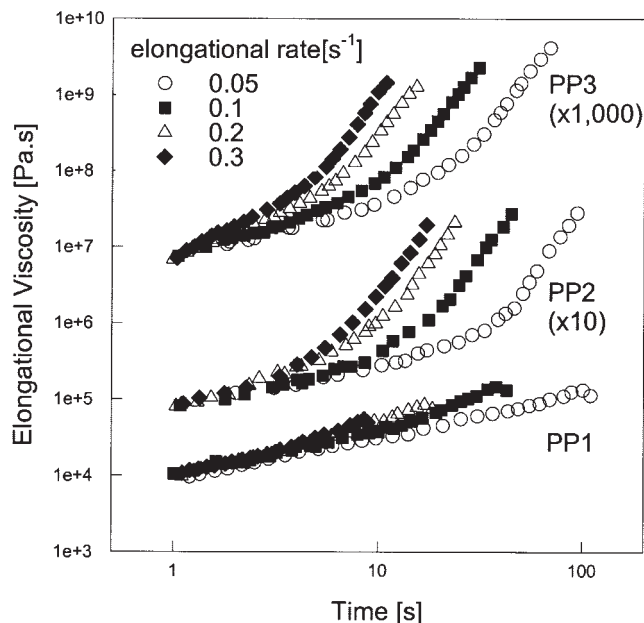 elongational rate[s⁻¹]
0.05
0.1
0.2
0.3
PP3
(x1,000)
PP2
(x10)
PP1
1e+10
1e+9
1e+8
1e+7
1e+6
1e+5
1e+4
1e+3
Elongational Viscosity [Pa.s]
1
10
100
Time [s]